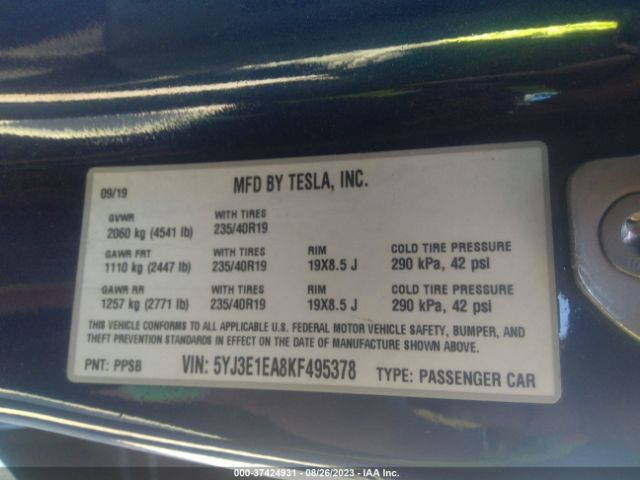 09/19
MFD BY TESLA, INC.
GVWR
2060 kg (4541 lb)
WITH TIRES
235/40R19
GAWR FRT
1110 kg (2447 lb)
WITH TIRES
235/40R19
RIM
19X8.5 J
COLD TIRE PRESSURE
290 kPa, 42 psi
GAWR RR
1257 kg (2771 lb)
WITH TIRES
235/40R19
RIM
19X8.5 J
COLD TIRE PRESSURE
290 kPa, 42 psi
THIS VEHICLE CONFORMS TO ALL APPLICABLE U.S. FEDERAL MOTOR VEHICLE SAFETY, BUMPER, AND
THEFT PREVENTION STANDARDS IN EFFECT ON THE DATE OF MANUFACTURE SHOWN ABOVE.
PNT: PPSB
VIN: 5YJ3E1EA8KF495378
TYPE: PASSENGER CAR
000-37424931 - 08/26/2023 - IAA Inc.